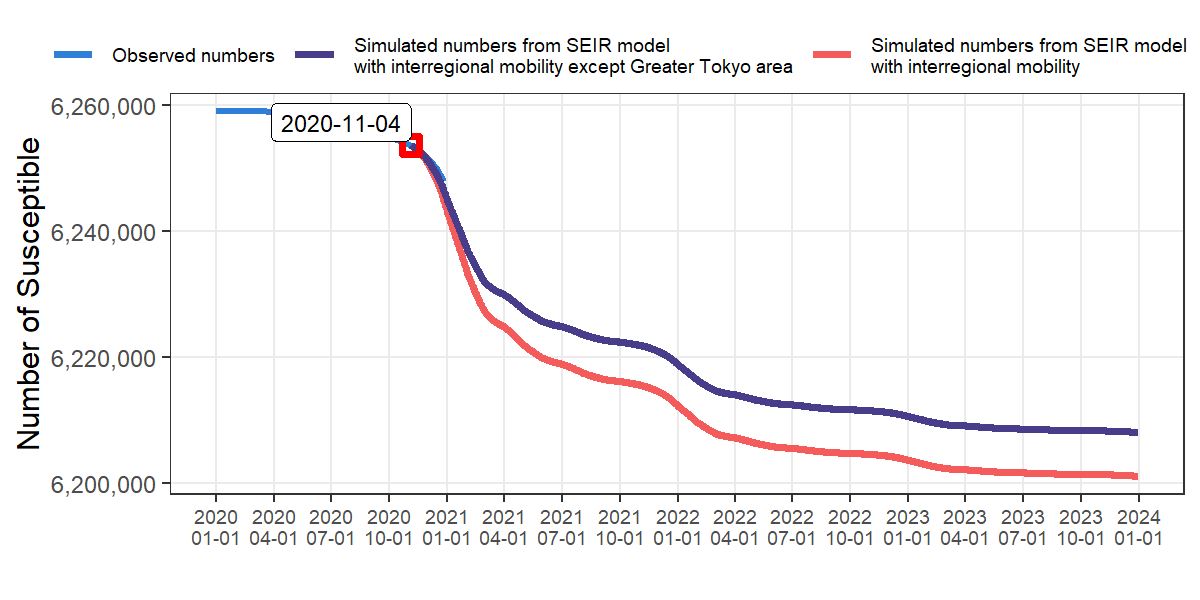 Observed numbers
Simulated numbers from SEIR model
with interregional mobility except Greater Tokyo area
Simulated numbers from SEIR model
with interregional mobility
Number of Susceptible
6,260,000
6,240,000
6,220,000
6,200,000
2020-11-04
2020 2020 2020 2020 2021 2021 2021 2021 2022 2022 2022 2022 2023 2023 2023 2023 2024
01-01 04-01 07-01 10-01 01-01 04-01 07-01 10-01 01-01 04-01 07-01 10-01 01-01 04-01 07-01 10-01 01-01